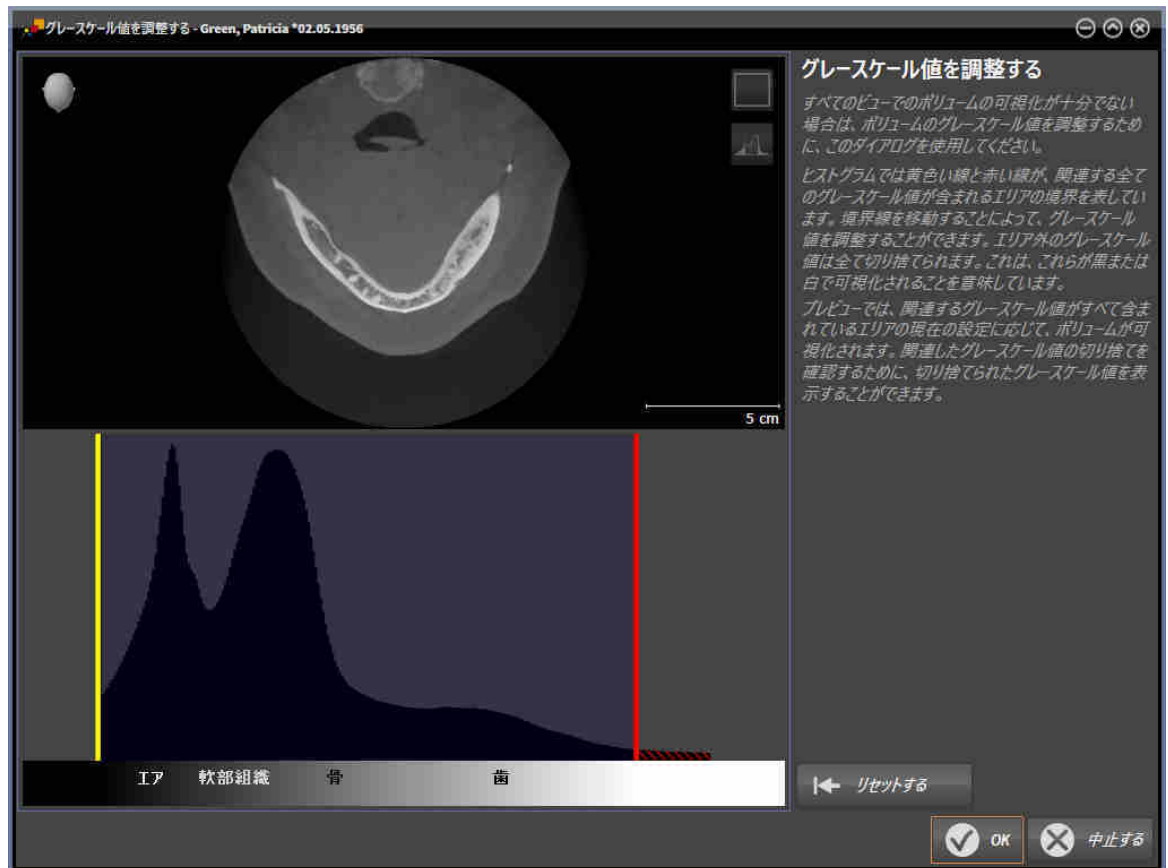 グレースケール値を調整する - Green, Patricia *02.05.1956
5 cm
エア 軟部組織 骨 歯
グレースケール値を調整する
すべてのビューでのボリュームの可視化が十分でない
場合は、ボリュームのグレースケール値を調整するため
に、このダイアログを使用してください。
ヒストグラムでは黄色い線と赤い線が、関連する全て
のグレースケール値が含まれるエリアの境界を表してい
ます。境界線を移動することによって、グレースケール
値を調整することができます。エリア外のグレースケール
値は全て切り捨てられます。これは、これらが黒または
白で可視化されることを意味しています。
プレビューでは、関連するグレースケール値がすべて含ま
れているエリアの現在の設定に応じて、ボリュームが可
視化されます。関連したグレースケール値の切り捨てを
確認するために、切り捨てられたグレースケール値を表
示することができます。
リセットする
OK 中止する